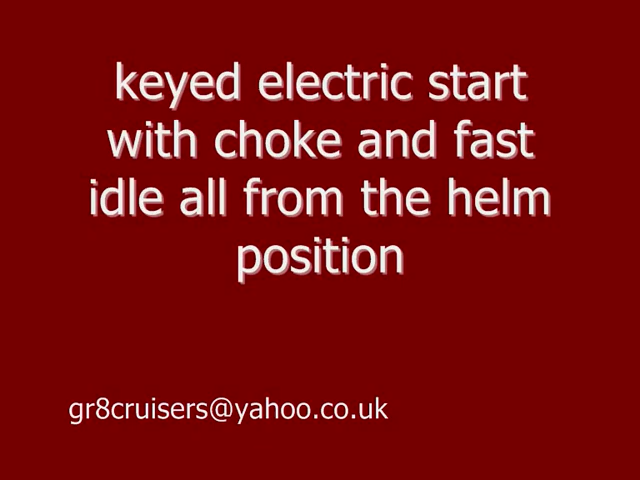 keyed electric start
with choke and fast
idle all from the helm
position
gr8cruisers@yahoo.co.uk